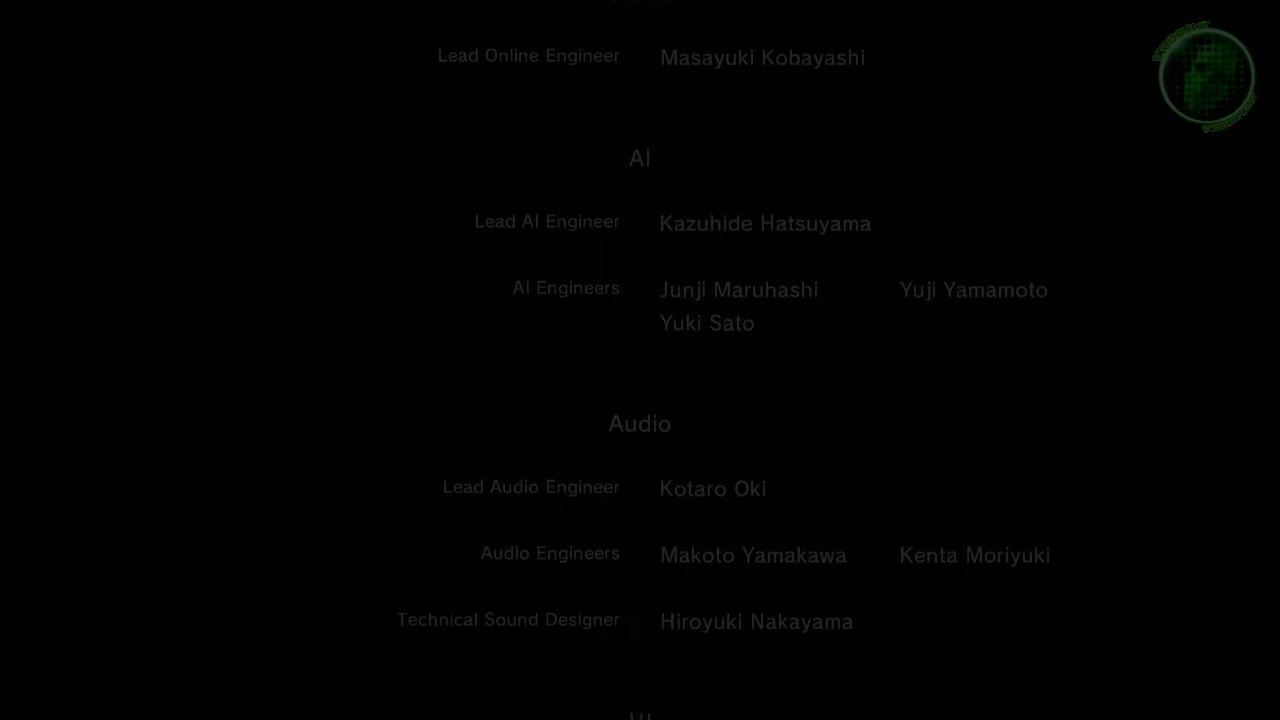 Lead Online Engineer Masayuki Kobayashi
AI
Lead AI Engineer Kazuhide Hatsuyama
AI Engineers Junji Maruhashi Yuji Yamamoto
Yuki Sato
Audio
Lead Audio Engineer Kotaro Oki
Audio Engineers Makoto Yamakawa Kenta Moriyuki
Technical Sound Designer Hiroyuki Nakayama